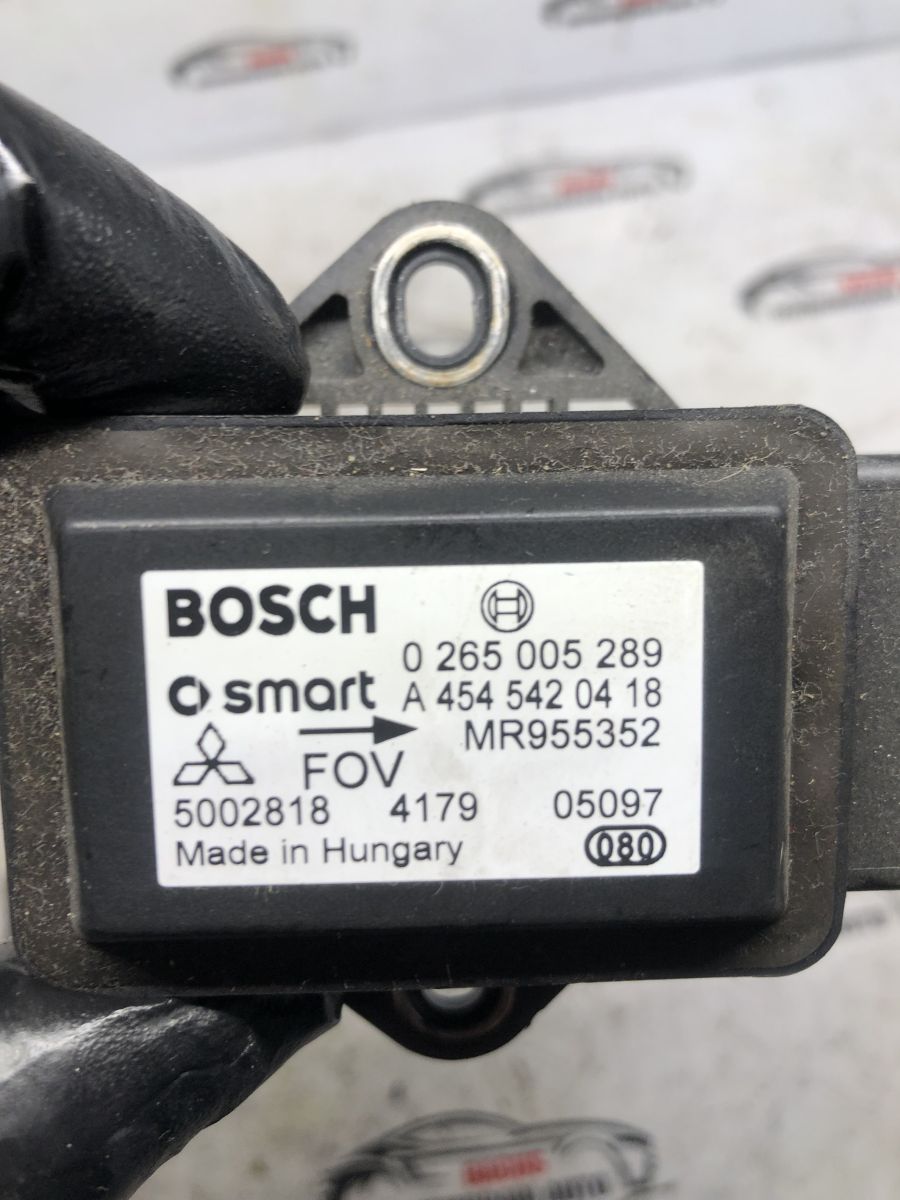 BOSCH
0 265 005 289
smart A 454 542 04 18
MR955352
FOV
5002818 4179 05097
Made in Hungary 080